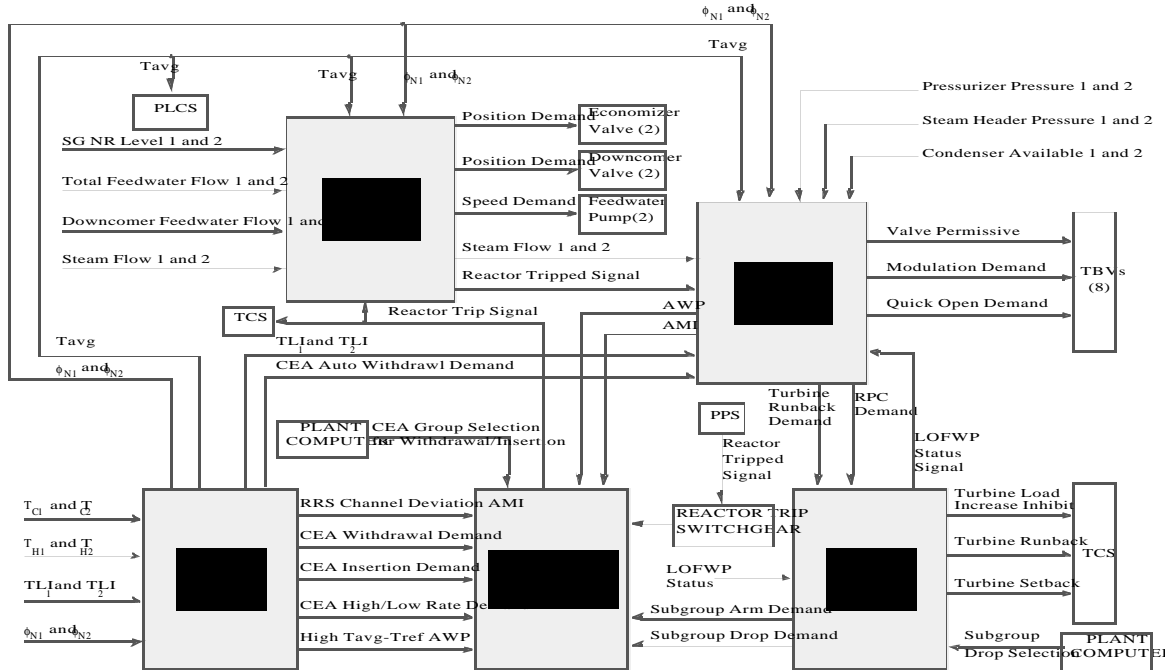 ϕN1 and ϕN2
Tavg
Tavg
Tavg
ϕN1 and ϕN2
PLCS
Pressurizer Pressure 1 and 2
Steam Header Pressure 1 and 2
Condenser Available 1 and 2
SG NR Level 1 and 2
Total Feedwater Flow 1 and 2
Downcomer Feedwater Flow 1 and
Steam Flow 1 and 2
Position Demand
Economizer
Valve (2)
Position Demand
Downcomer
Valve (2)
Speed Demand
Feedwater
Pump(2)
Steam Flow 1 and 2
Reactor Tripped Signal
Valve Permissive
Modulation Demand
Quick Open Demand
TBVs
(8)
TCS
Reactor Trip Signal
AWP
AMI
Tavg
ϕN1 and ϕN2
TLI1and TLI2
CEA Auto Withdrawl Demand
PLANT
COMPUTER
CEA Group Selection
for Withdrawal/Insertion
PPS
Reactor
Tripped
Signal
Turbine
Runback
Demand
RPC
Demand
LOFWP
Status
Signal
TC1 and TC2
TH1 and TH2
TLI1and TLI2
ϕN1 and ϕN2
RRS Channel Deviation AMI
CEA Withdrawal Demand
CEA Insertion Demand
CEA High/Low Rate De
High Tavg-Tref AWP
REACTOR TRIP
SWITCHGEAR
LOFWP
Status
Subgroup Arm Demand
Subgroup Drop Demand
Turbine Load
Increase Inhibit
Turbine Runback
Turbine Setback
TCS
Subgroup
Drop Selection
PLANT
COMPUTER